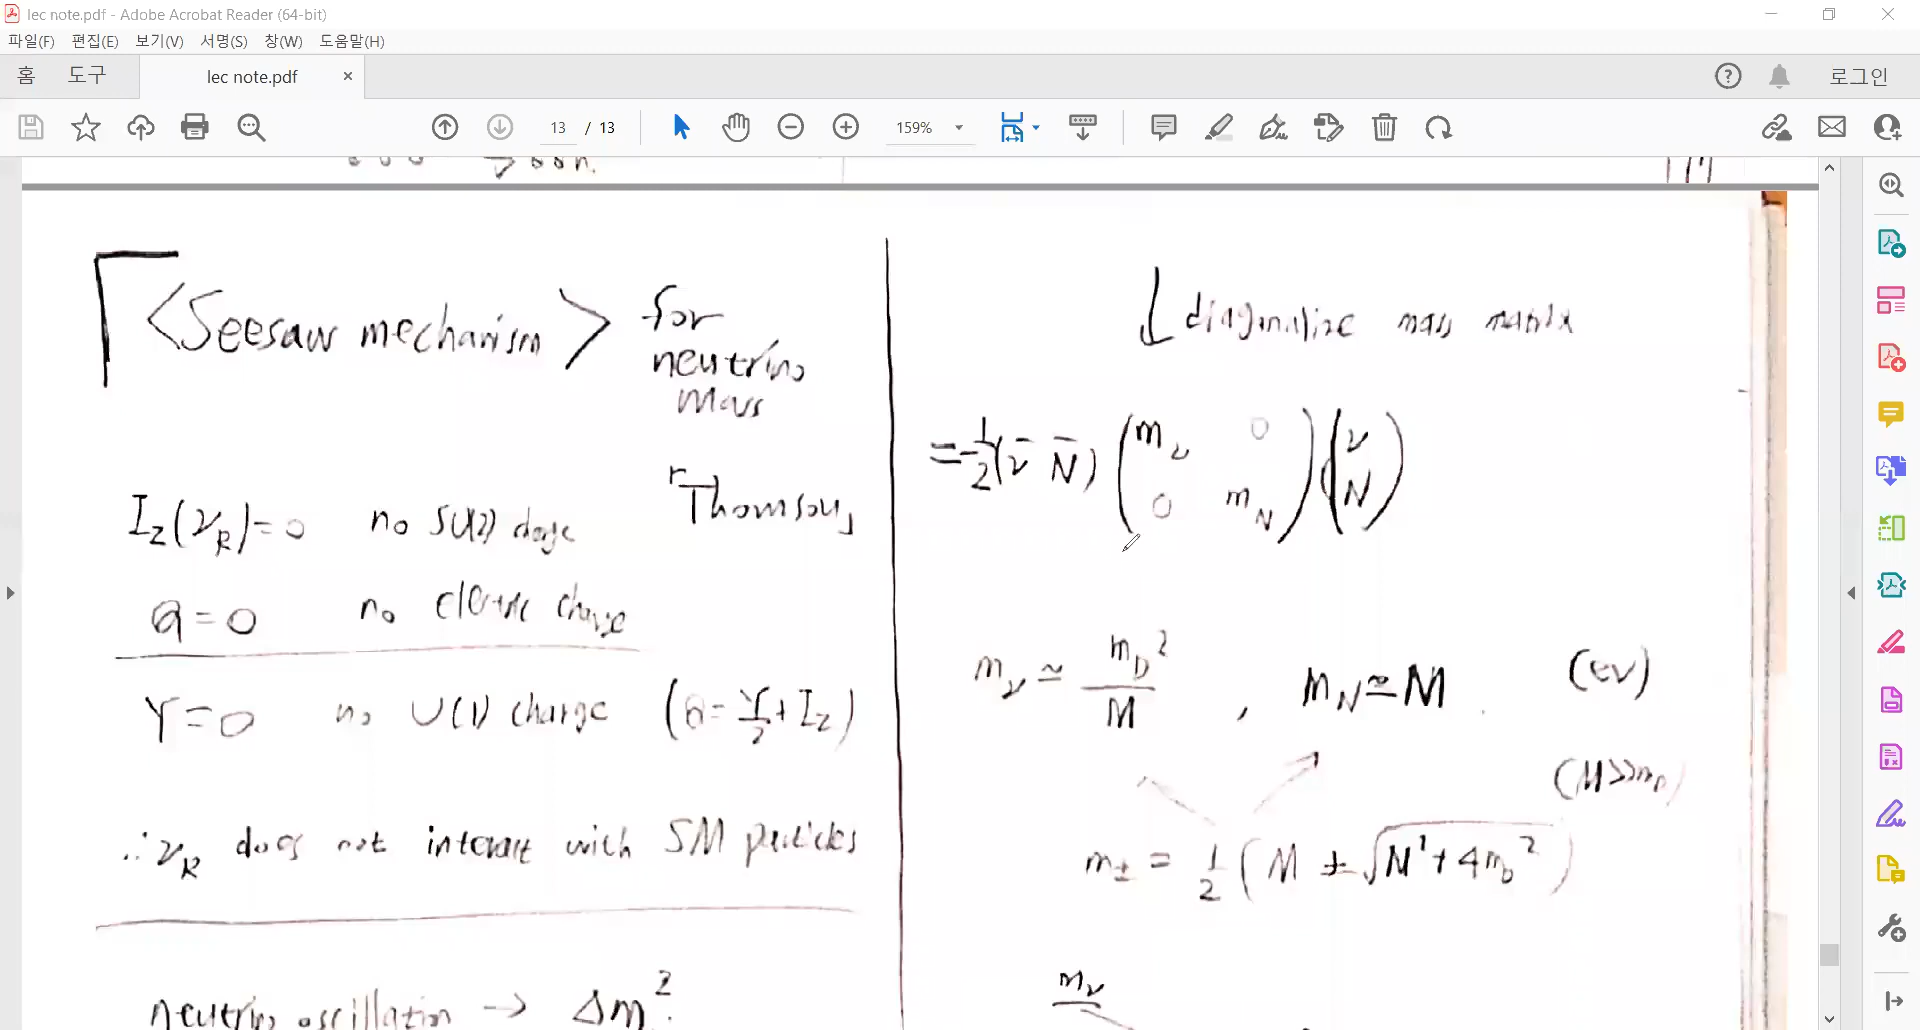 lec note.pdf - Adobe Acrobat Reader (64-bit)
파일(F) 편집(E) 보기(V) 서명(S) 창(W) 도움말(H)
홈 도구 lec note.pdf × 로그인
13 / 13 159%
<Seesaw mechanism> for
neutrino
mass
Thomson
I_Z(ν_R)=0 no SU(2) charge
Q=0 no electric charge
Y=0 no U(1) charge (Q=Y/2+I_Z)
∴ν_R does not interact with SM particles
neutrino oscillation → Δm²
↓ diagonalize mass matrix
=-1/2(ν̄ N̄)(m_ν 0
0 m_N)(ν
N)
m_ν ≃ m_D²/M , m_N≃M (eV)
(M>>m_D)
m_± = 1/2(M ± √M²+4m_D²)
m_ν